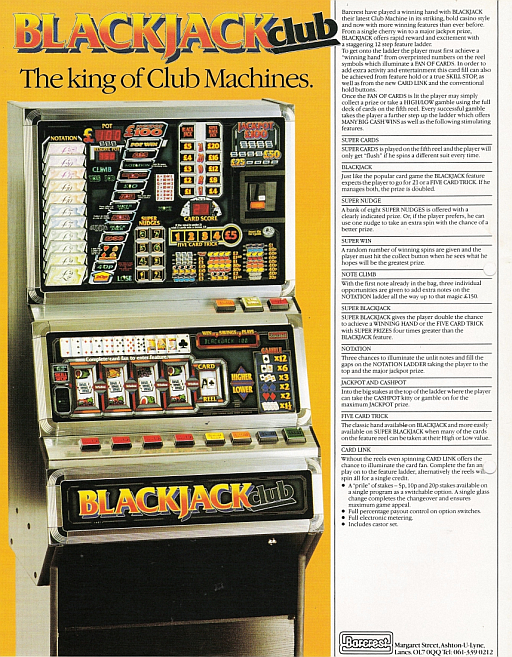 BLACKJACK club
The king of Club Machines.
NOTATION
£
POT
£100
JACKPOT
£100
£50
£25
WIN
CLIMB
LOSE
SUPER NUDGES
CARD SCORE
1 2 3 4 £5
FIVE CARD TRICK
£5 £20
£4 £16
Complete card fan to enter feature
BLACKJACK 100
GAMBLE
HIGHER
LOWER
x12
x6
x3
x2
x2
CARD
REEL
BLACKJACK club
Barcrest have played a winning hand with BLACKJACK
their latest Club Machine in its striking, bold casino style
and now with more winning features than ever before.
From a single cherry win to a major jackpot prize,
BLACKJACK offers rapid reward and excitement with
a staggering 12 step feature ladder.
To get onto the ladder the player must first achieve a
"winning hand" from overprinted numbers on the reel
symbols which illuminate a FAN OF CARDS. In order to
add extra activity and entertainment this card fill can also
be achieved from feature hold or a true SKILL STOP, as
well as from the new CARD LINK and the conventional
hold buttons.
Once the FAN OF CARDS is lit the player may simply
collect a prize or take a HIGH/LOW gamble using the full
deck of cards on the fifth reel. Every successful gamble
takes the player a further step up the ladder which offers
MANY BIG CASH WINS as well as the following stimulating
features.
SUPER CARDS
SUPER CARDS is played on the fifth reel and the player will
only get "flush" if he spins a different suit every time.
BLACKJACK
Just like the popular card game the BLACKJACK feature
expects the player to go for 21 or a FIVE CARD TRICK. If he
manages both, the prize is doubled.
SUPER NUDGE
A bank of eight SUPER NUDGES is offered with a
clearly indicated prize. Or, if the player prefers, he can
use one nudge to take an extra spin with the chance of a
better prize.
SUPER WIN
A random number of winning spins are given and the
player must hit the collect button when he sees what he
hopes will be the greatest prize.
NOTE CLIMB
With the first note already in the bag, three individual
opportunities are given to add extra notes on the
NOTATION ladder all the way up to that magic £150.
SUPER BLACKJACK
SUPER BLACKJACK gives the player double the chance
to achieve a WINNING HAND or the FIVE CARD TRICK
with SUPER PRIZES four times greater than the
BLACKJACK feature.
NOTATION
Three chances to illuminate the unlit notes and fill the
gaps on the NOTATION LADDER taking the player to the
top and the major jackpot prize.
JACKPOT AND CASHPOT
Into the big stakes at the top of the ladder where the player
can take the CASHPOT kitty or gamble on for the
maximum JACKPOT prize.
FIVE CARD TRICK
The classic hand available on BLACKJACK and more easily
available on SUPER BLACKJACK when many of the cards
on the feature reel can be taken at their High or Low value.
CARD LINK
Without the reels even spinning CARD LINK offers the
chance to illuminate the card fan. Complete the fan an
play on to the feature ladder, alternatively the reels will
spin all for a single credit.
• A "prile" of stakes – 5p, 10p and 20p stakes available on
a single program as a switchable option. A single glass
change completes the changeover and ensures
maximum game appeal.
• Full percentage payout control on option switches.
• Full electronic metering.
• Includes castor set.
Barcrest
Margaret Street, Ashton-U-Lyne,
Lancs. OL7 0QQ Tel: 061-339 0212